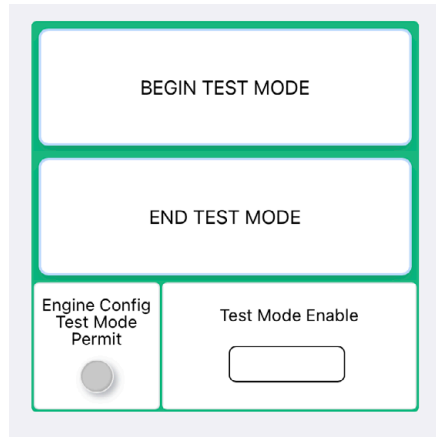 BEGIN TEST MODE
END TEST MODE
Engine Config
Test Mode
Permit
Test Mode Enable